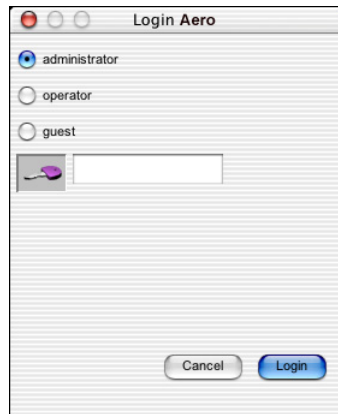 Login Aero
administrator
operator
guest
Cancel
Login